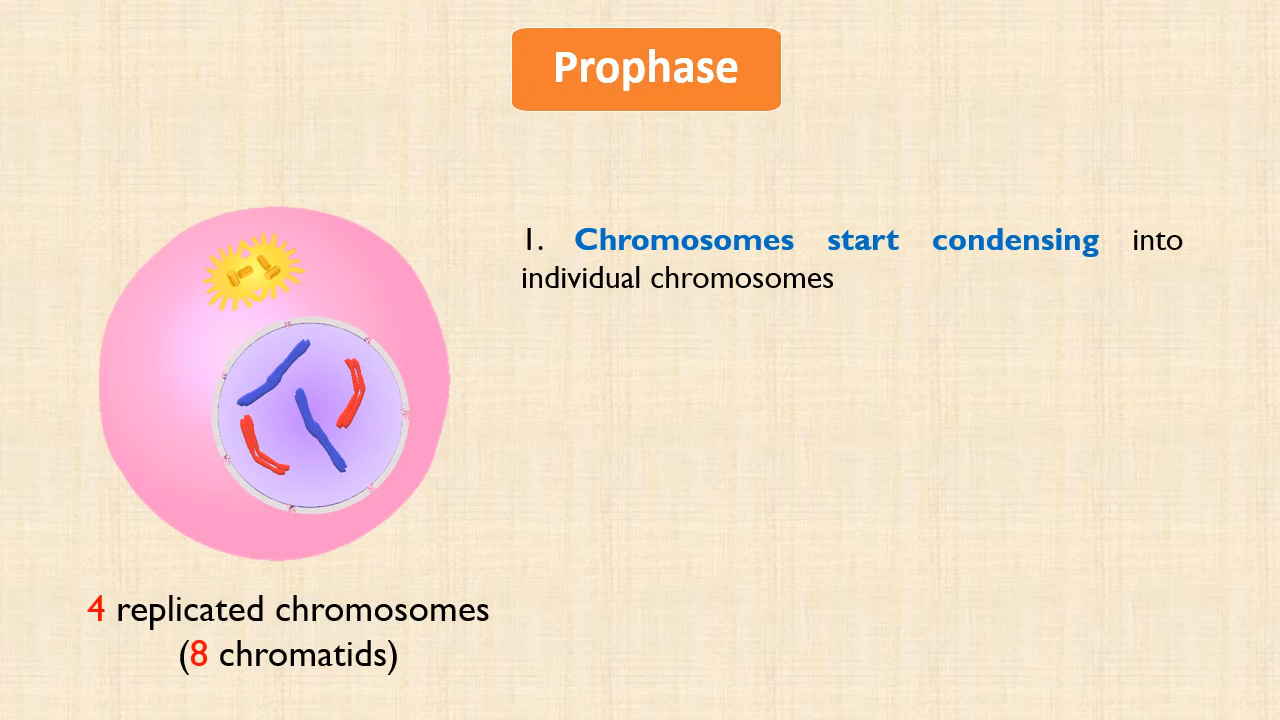 Prophase
1. Chromosomes start condensing into
individual chromosomes
4 replicated chromosomes
(8 chromatids)